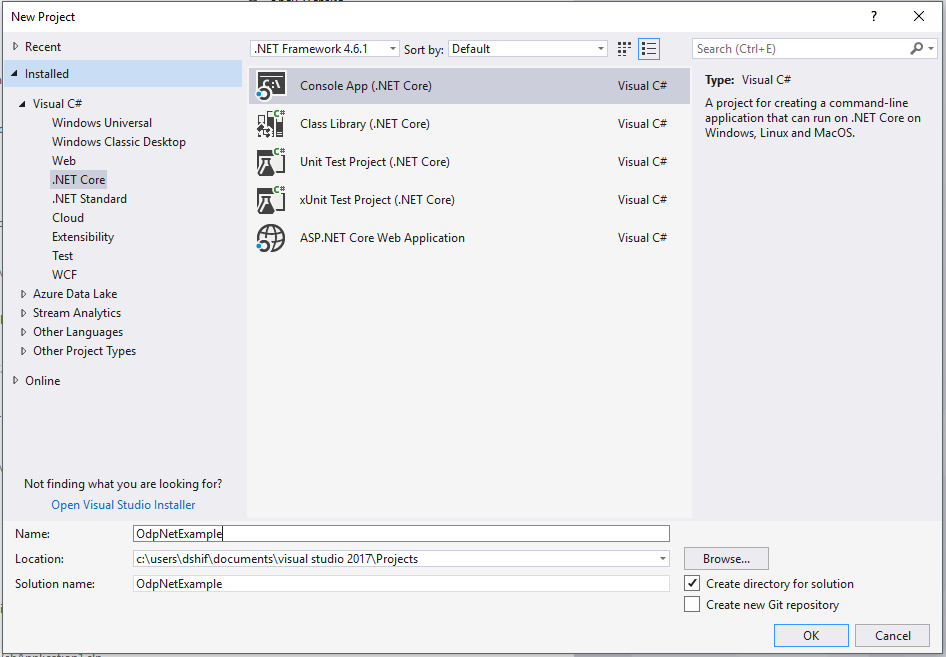 New Project
?
Recent
Installed
Visual C#
Windows Universal
Windows Classic Desktop
Web
.NET Core
.NET Standard
Cloud
Extensibility
Test
WCF
Azure Data Lake
Stream Analytics
Other Languages
Other Project Types
Online
Not finding what you are looking for?
Open Visual Studio Installer
.NET Framework 4.6.1
Sort by:
Default
Console App (.NET Core) Visual C#
Class Library (.NET Core) Visual C#
Unit Test Project (.NET Core) Visual C#
xUnit Test Project (.NET Core) Visual C#
ASP.NET Core Web Application Visual C#
Search (Ctrl+E)
Type: Visual C#
A project for creating a command-line
application that can run on .NET Core on
Windows, Linux and MacOS.
Name: OdpNetExample
Location: c:\users\dshif\documents\visual studio 2017\Projects
Browse...
Solution name: OdpNetExample
Create directory for solution
Create new Git repository
OK
Cancel